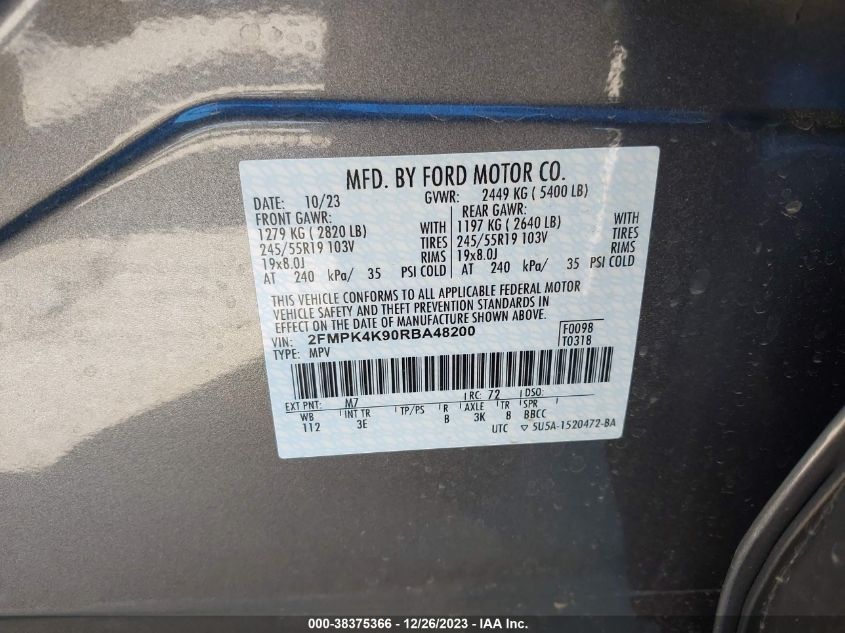 MFD. BY FORD MOTOR CO.
DATE: 10/23 GVWR: 2449 KG ( 5400 LB)
FRONT GAWR: REAR GAWR:
1279 KG ( 2820 LB) WITH 1197 KG ( 2640 LB) WITH
245/55R19 103V TIRES 245/55R19 103V TIRES
19x8.0J RIMS 19x8.0J RIMS
AT 240 kPa/ 35 PSI COLD AT 240 kPa/ 35 PSI COLD
THIS VEHICLE CONFORMS TO ALL APPLICABLE FEDERAL MOTOR
VEHICLE SAFETY AND THEFT PREVENTION STANDARDS IN
EFFECT ON THE DATE OF MANUFACTURE SHOWN ABOVE.
VIN: 2FMPK4K90RBA48200 F0098
TYPE: MPV T0318
EXT PNT: M7 RC: 72 DSO:
WB INT TR TP/PS R AXLE TR SPR
112 3E B 3K 8 BBCC
UTC ▽ 5U5A-1520472-BA
000-38375366 - 12/26/2023 - IAA Inc.